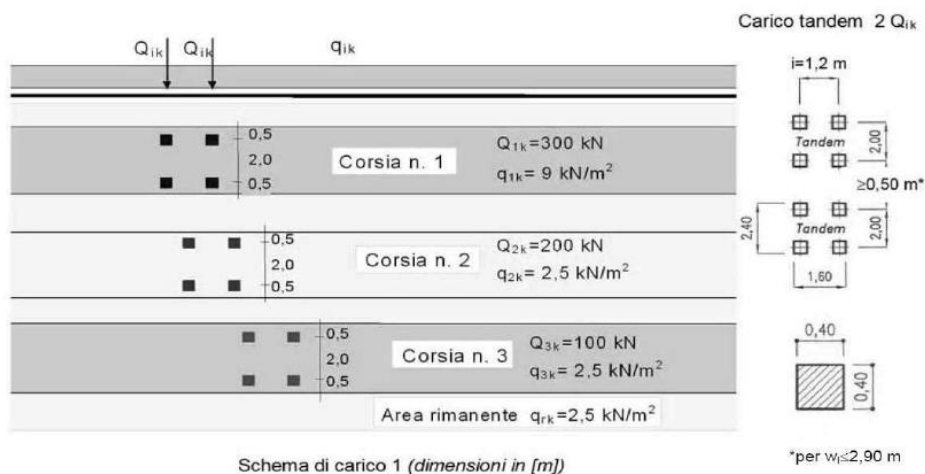 Carico tandem 2 Qik
Qik Qik qik
i=1,2 m
0,5
2,0
0,5
Corsia n. 1
Q1k=300 kN
q1k= 9 kN/m²
Tandem
2,00
≥0,50 m*
0,5
2,0
0,5
Corsia n. 2
Q2k=200 kN
q2k= 2,5 kN/m²
2,40
Tandem
2,00
1,60
0,5
2,0
0,5
Corsia n. 3
Q3k=100 kN
q3k= 2,5 kN/m²
0,40
0,40
Area rimanente qrk=2,5 kN/m²
Schema di carico 1 (dimensioni in [m])
*per wl≤2,90 m